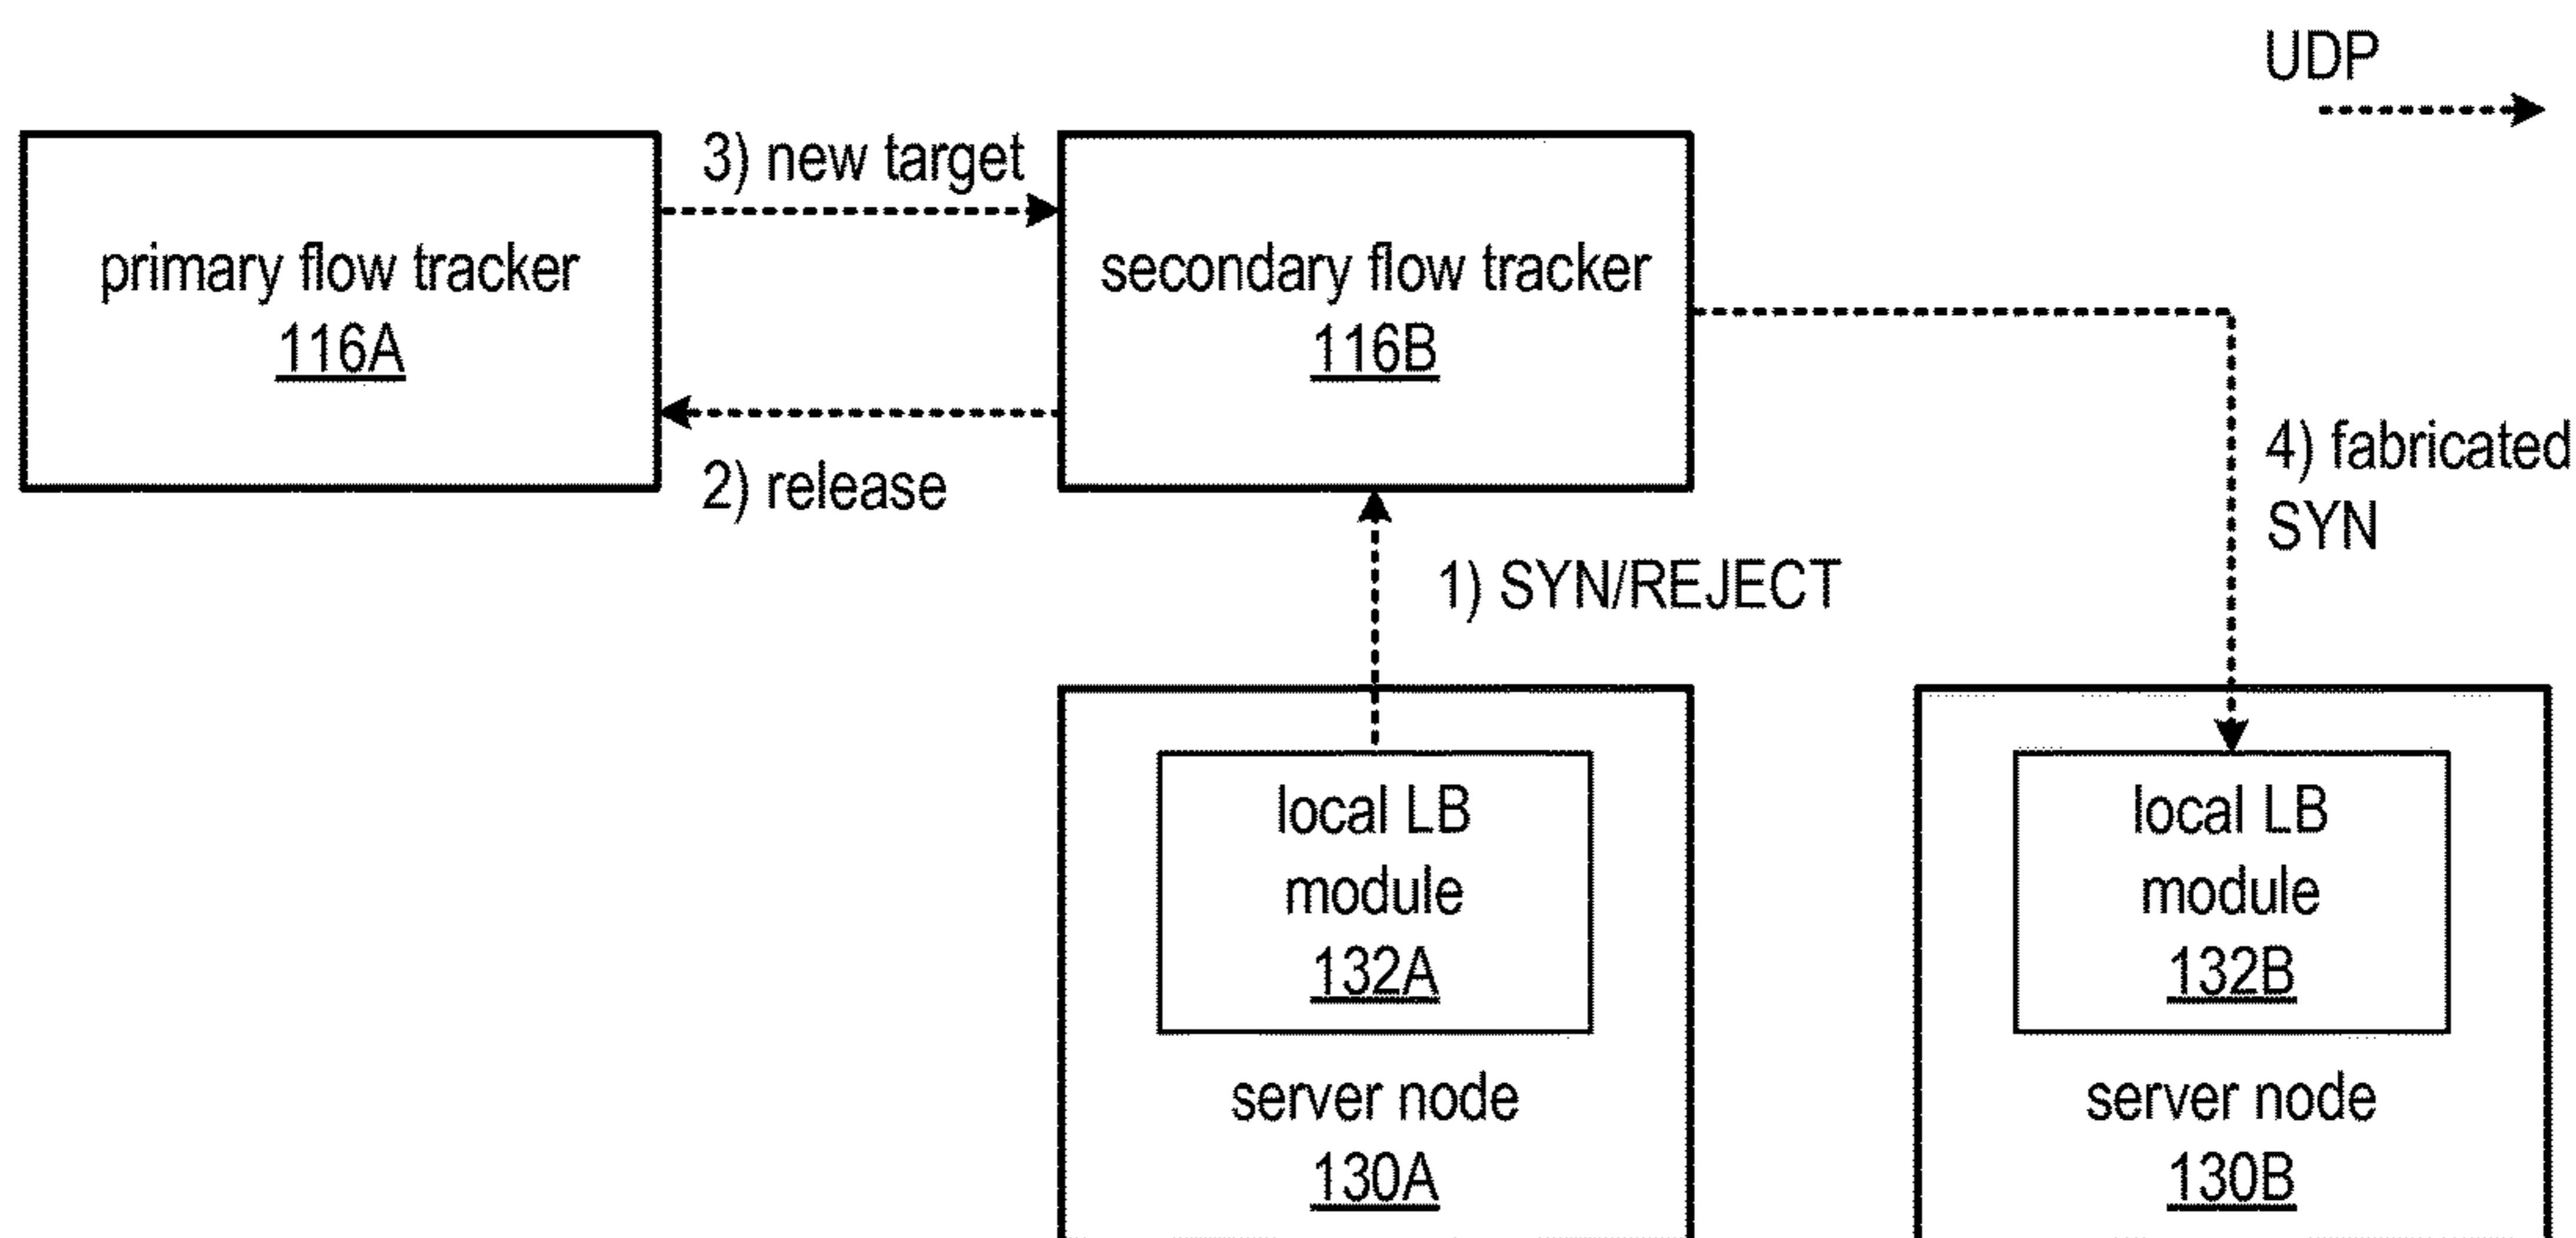 UDP
3) new target
primary flow tracker
116A
secondary flow tracker
116B
2) release
4) fabricated
SYN
1) SYN/REJECT
local LB
module
132A
server node
130A
local LB
module
132B
server node
130B